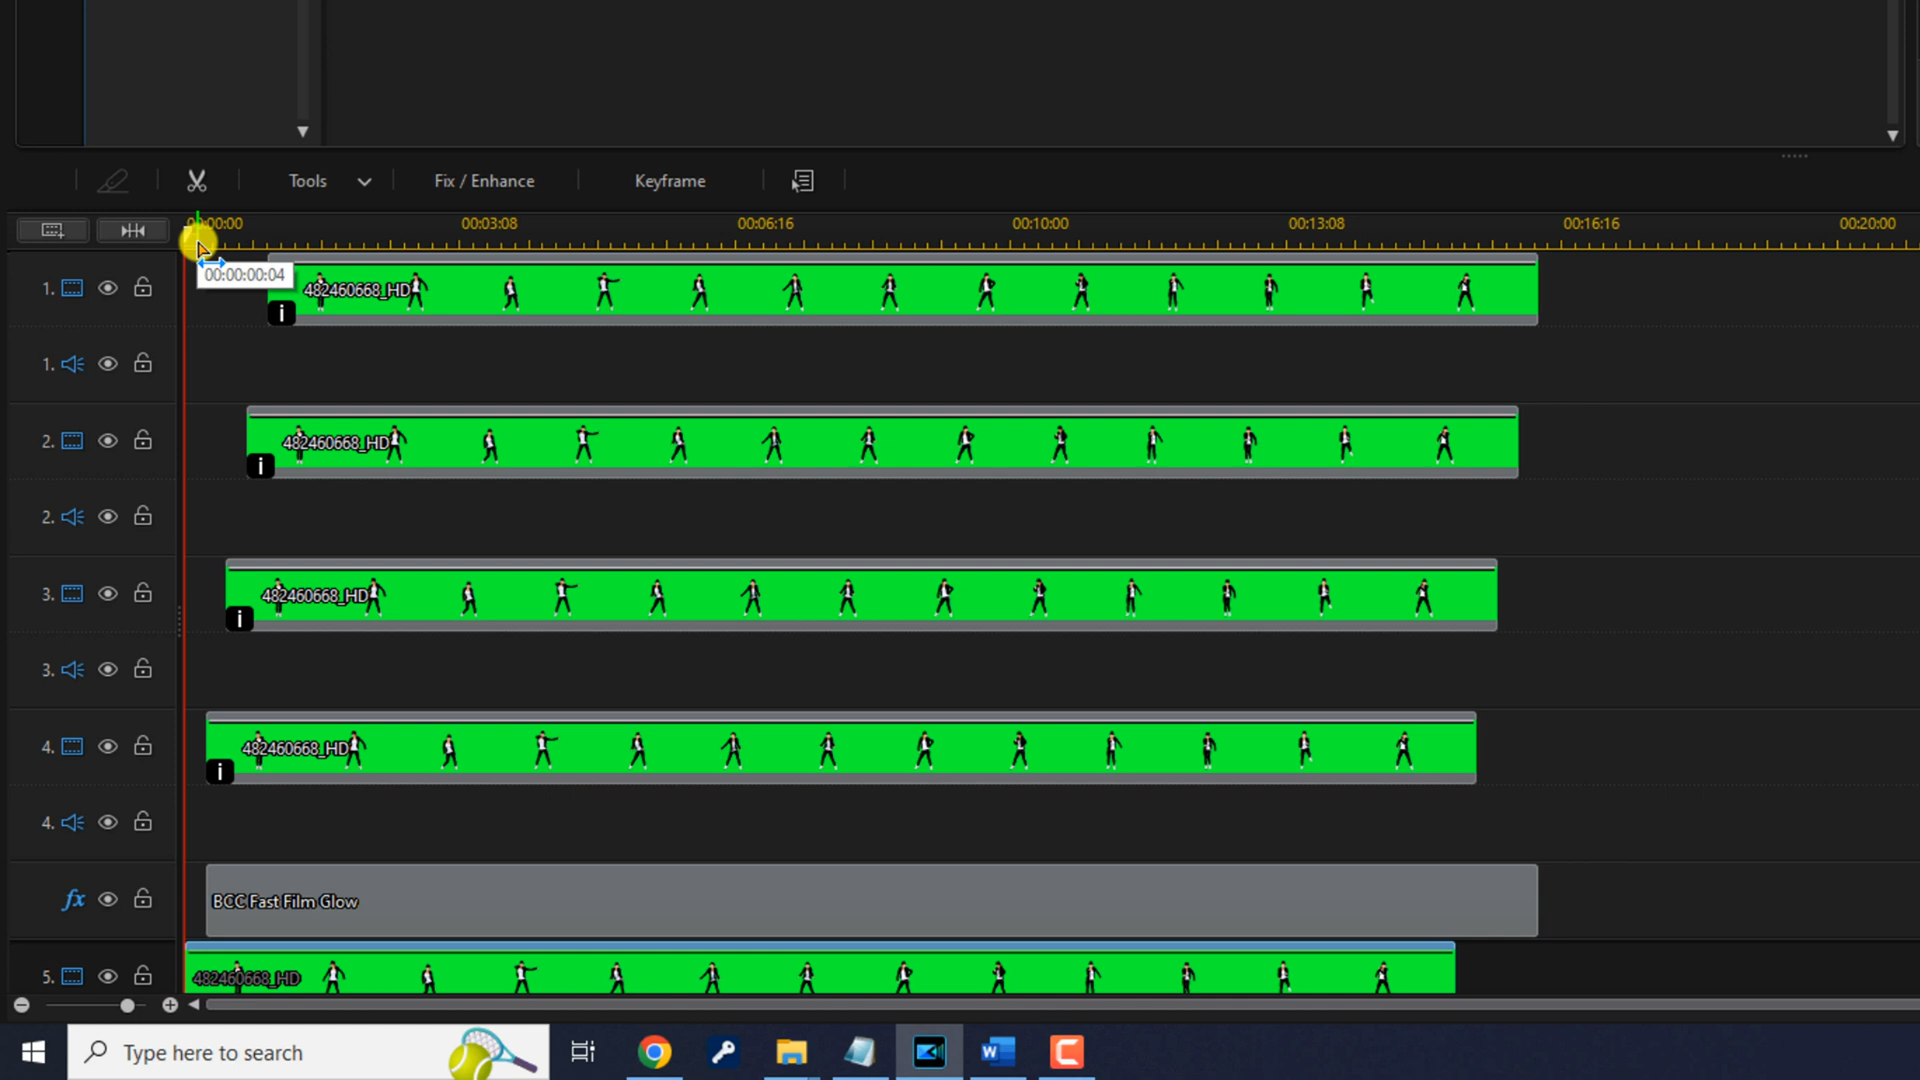 Tools
Fix / Enhance
Keyframe
00:00:00
00:03:08
00:06:16
00:10:00
00:13:08
00:16:16
00:20:00
00:00:00:04
1.
482460668_HD
i
1.
2.
482460668_HD
i
2.
3.
482460668_HD
i
3.
4.
482460668_HD
i
4.
fx
BCC Fast Film Glow
5.
482460668_HD
Type here to search
W
C